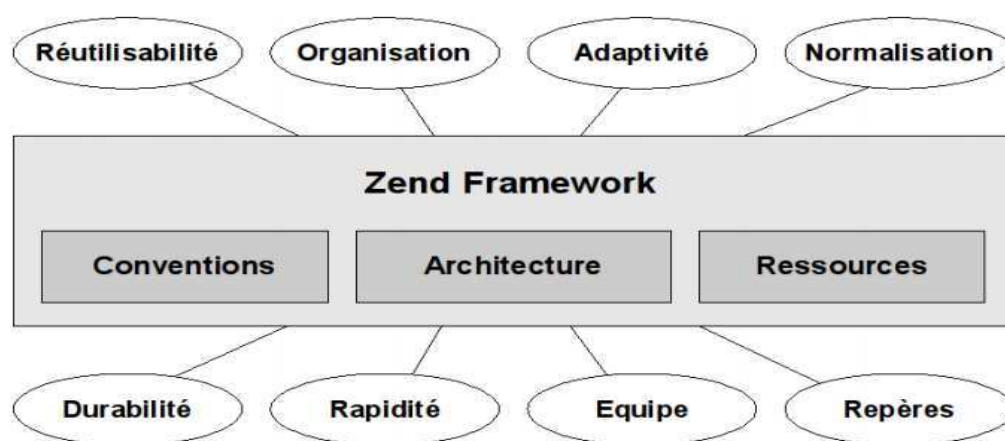 Réutilisabilité Organisation Adaptivité Normalisation
Zend Framework
Conventions Architecture Ressources
Durabilité Rapidité Equipe Repères